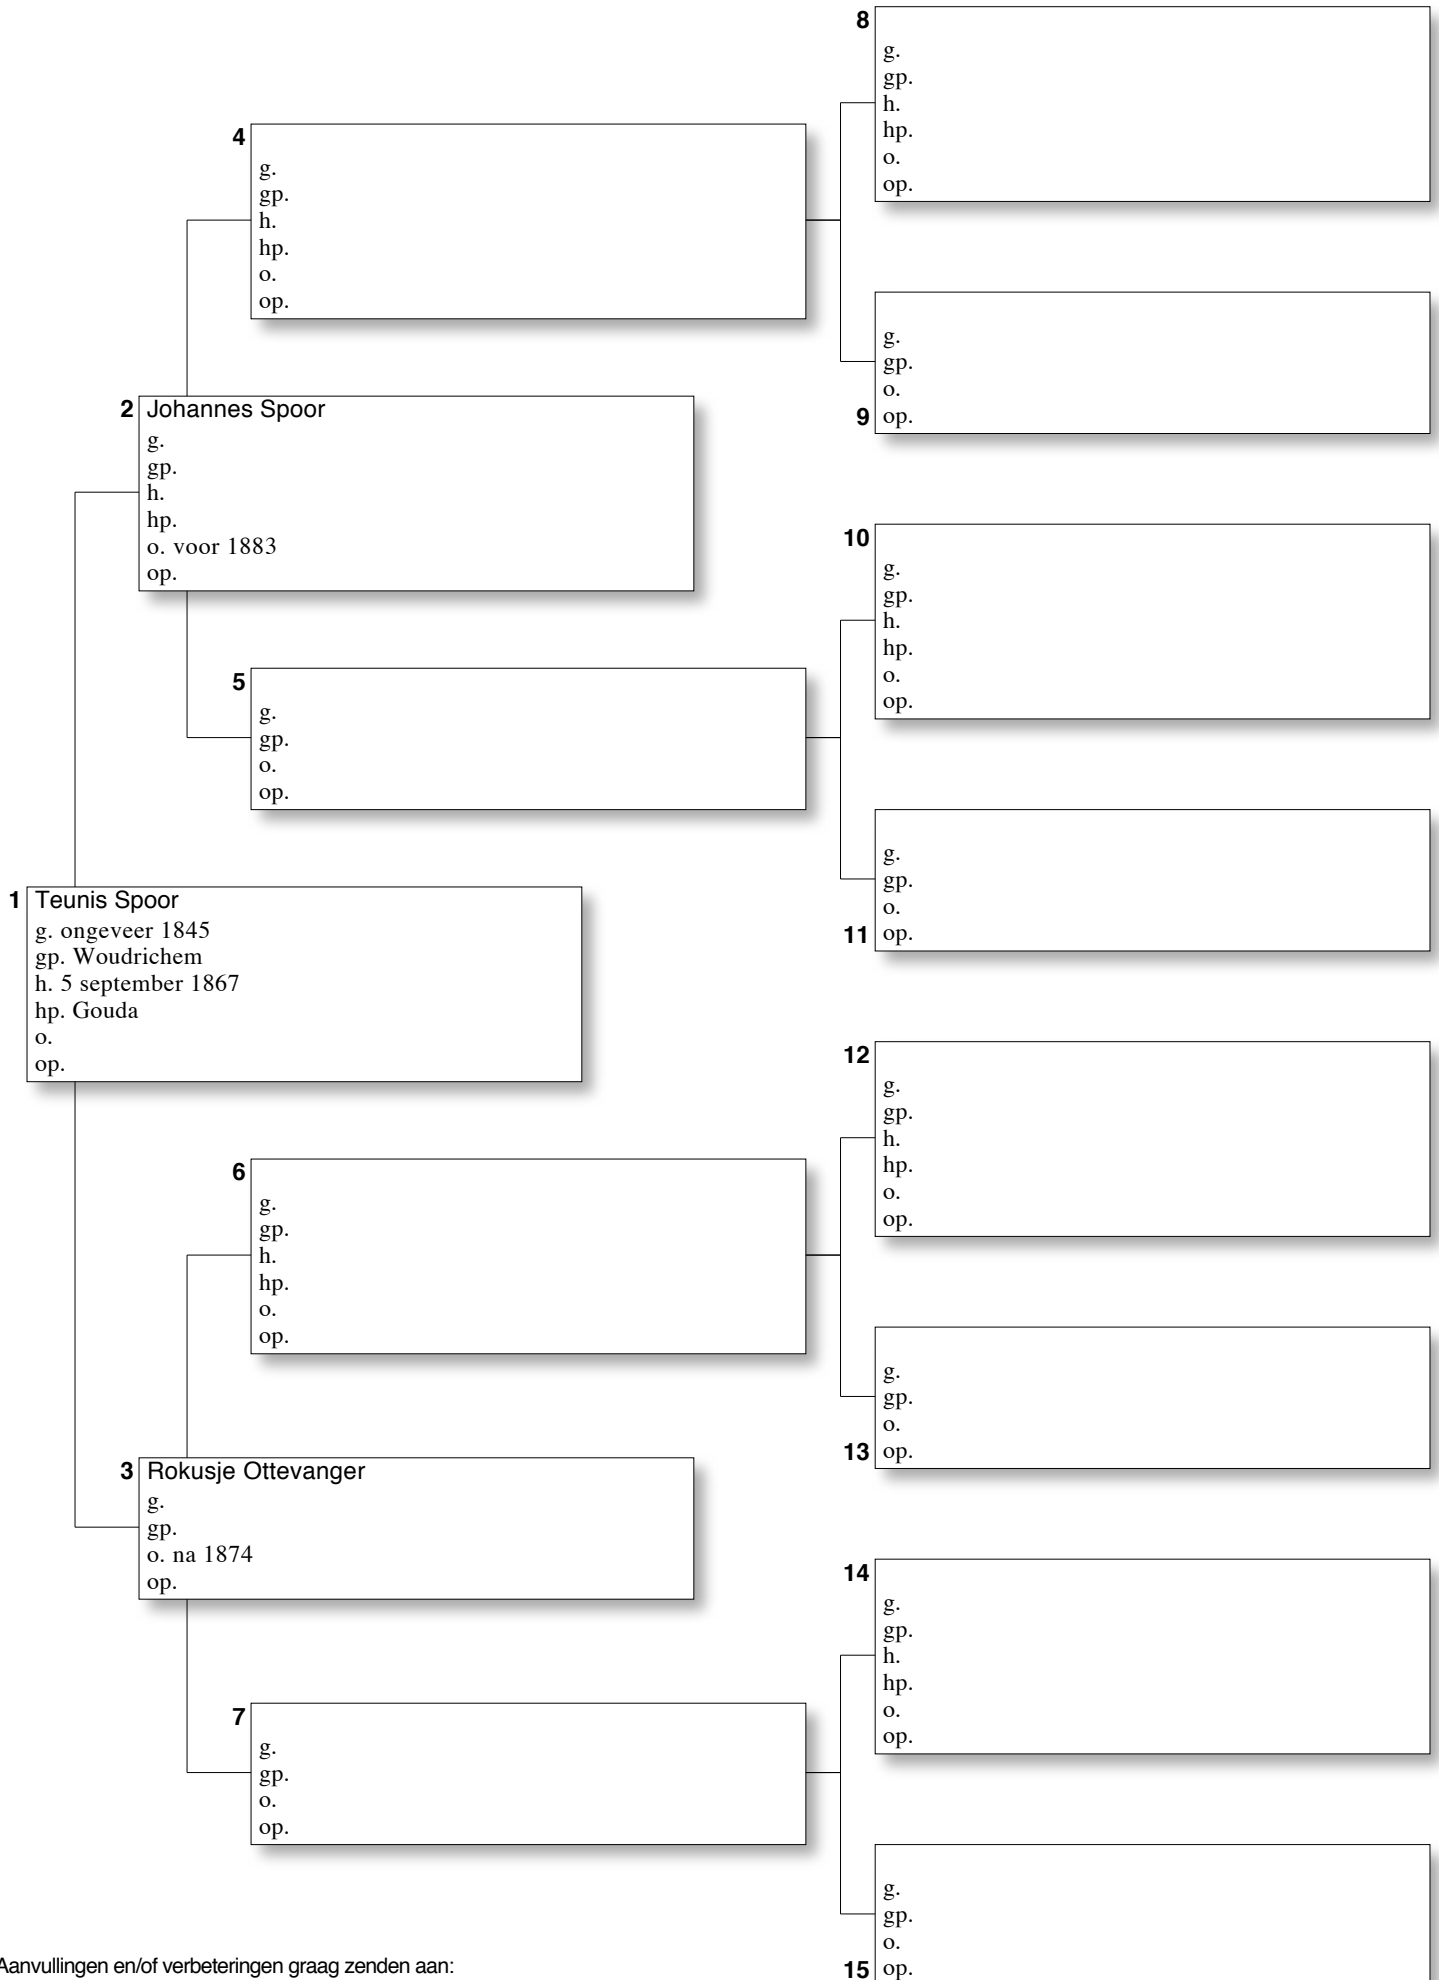 8
g.
gp.
h.
hp.
o.
op.
4
g.
gp.
h.
hp.
o.
op.
g.
gp.
o.
9 op.
2 Johannes Spoor
g.
gp.
h.
hp.
o. voor 1883
op.
10
g.
gp.
h.
hp.
o.
op.
5
g.
gp.
o.
op.
g.
gp.
o.
11 op.
1 Teunis Spoor
g. ongeveer 1845
gp. Woudrichem
h. 5 september 1867
hp. Gouda
o.
op.
12
g.
gp.
h.
hp.
o.
op.
6
g.
gp.
h.
hp.
o.
op.
g.
gp.
o.
13 op.
3 Rokusje Ottevanger
g.
gp.
o. na 1874
op.
14
g.
gp.
h.
hp.
o.
op.
7
g.
gp.
o.
op.
g.
gp.
o.
15 op.
Aanvullingen en/of verbeteringen graag zenden aan: